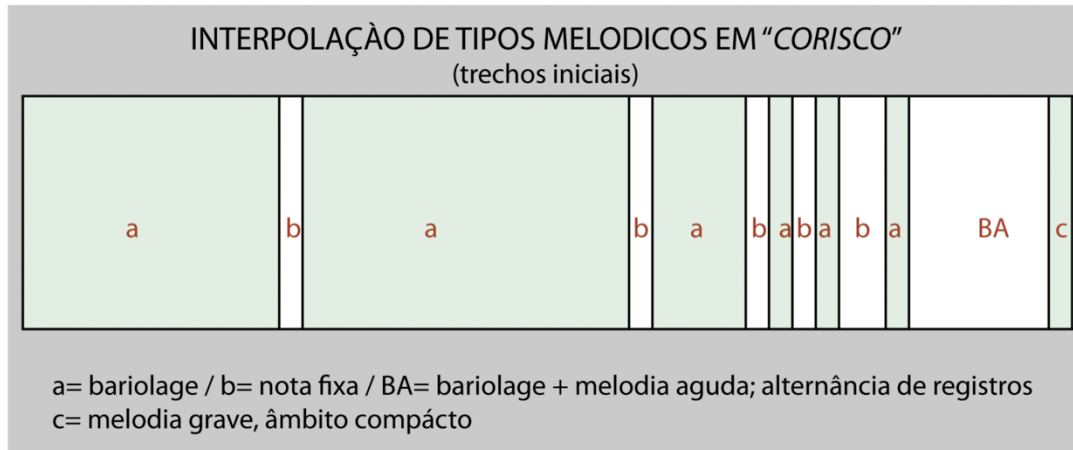 INTERPOLAÇÀO DE TIPOS MELODICOS EM “CORISCO”
(trechos iniciais)
a b a b a b a b a b a BA c
a= bariolage / b= nota fixa / BA= bariolage + melodia aguda; alternância de registros
c= melodia grave, âmbito compácto